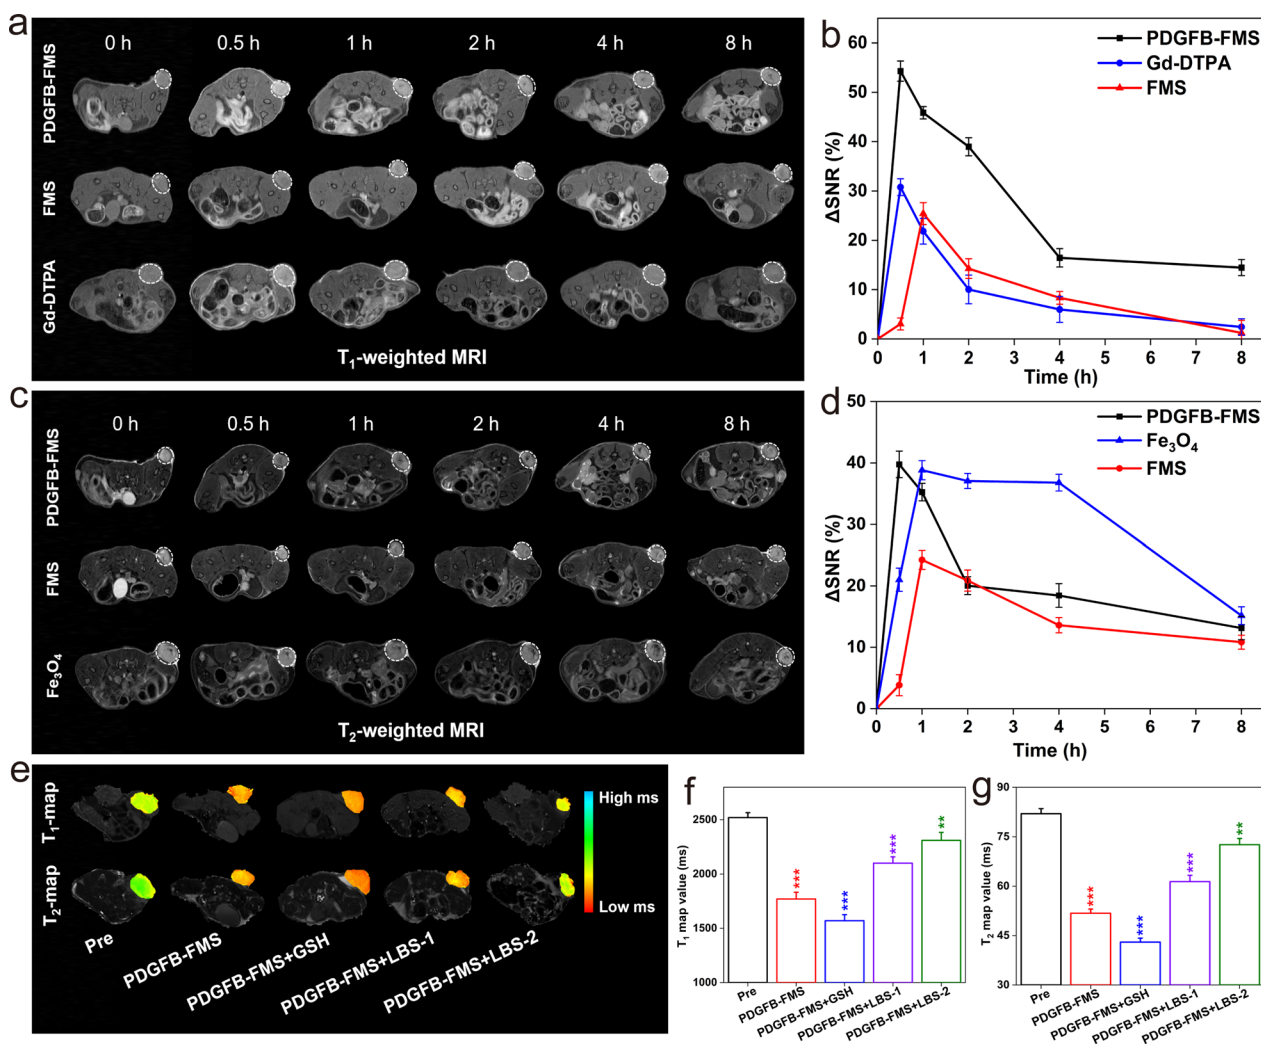 a
0 h 0.5 h 1 h 2 h 4 h 8 h
PDGFB-FMS
FMS
Gd-DTPA
T₁-weighted MRI
b
PDGFB-FMS
Gd-DTPA
FMS
ΔSNR (%)
60
50
40
30
20
10
0
0 1 2 3 4 5 6 7 8
Time (h)
c
0 h 0.5 h 1 h 2 h 4 h 8 h
PDGFB-FMS
FMS
Fe₃O₄
T₂-weighted MRI
d
PDGFB-FMS
Fe₃O₄
FMS
ΔSNR (%)
50
40
30
20
10
0
0 1 2 3 4 5 6 7 8
Time (h)
e
T₁-map
T₂-map
High ms
Low ms
Pre
PDGFB-FMS
PDGFB-FMS+GSH
PDGFB-FMS+LBS-1
PDGFB-FMS+LBS-2
f
T₁ map value (ms)
2500
2000
1500
1000
***
***
***
**
Pre
PDGFB-FMS
PDGFB-FMS+GSH
PDGFB-FMS+LBS-1
PDGFB-FMS+LBS-2
g
T₂ map value (ms)
90
75
60
45
30
***
***
***
**
Pre
PDGFB-FMS
PDGFB-FMS+GSH
PDGFB-FMS+LBS-1
PDGFB-FMS+LBS-2